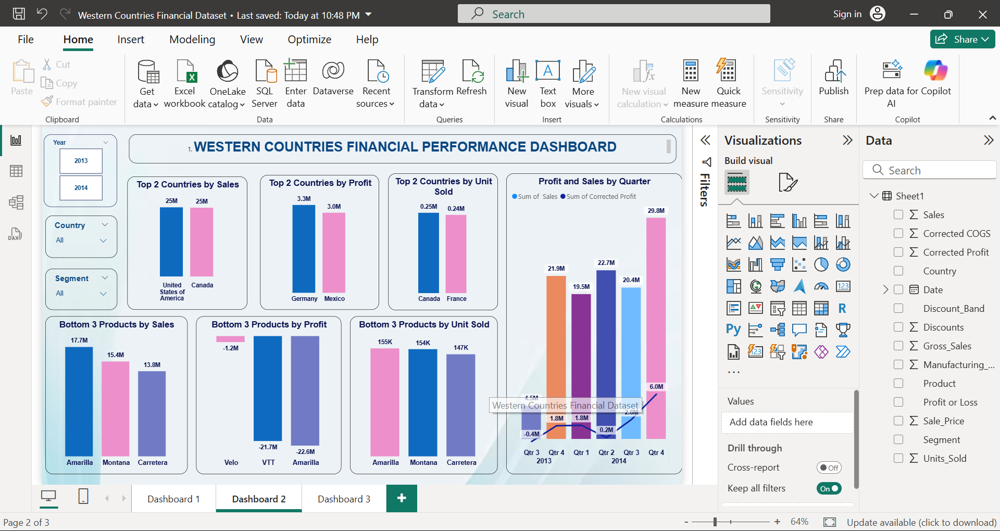 Western Countries Financial Dataset • Last saved: Today at 10:48 PM
Search
Sign in
File
Home
Insert
Modeling
View
Optimize
Help
Share
Paste
Cut
Copy
Format painter
Clipboard
Get
data
Excel
workbook
OneLake
catalog
SQL
Server
Enter
data
Dataverse
Recent
sources
Data
Transform
data
Refresh
Queries
New
visual
Text
box
More
visuals
Insert
New visual
calculation
New
measure
Quick
measure
Calculations
Sensitivity
Sensitivity
Publish
Share
Prep data for
AI
Copilot
Copilot
Year
2013
2014
Country
All
Segment
All
1. WESTERN COUNTRIES FINANCIAL PERFORMANCE DASHBOARD
Top 2 Countries by Sales
25M
25M
United
States of
America
Canada
Top 2 Countries by Profit
3.3M
3.0M
Germany
Mexico
Top 2 Countries by Unit
Sold
0.25M
0.24M
Canada
France
Profit and Sales by Quarter
Sum of Sales
Sum of Corrected Profit
4.5M
21.9M
19.5M
22.7M
20.4M
29.8M
-0.4M
1.8M
1.8M
0.2M
2.6M
6.0M
Western Countries Financial Dataset
Qtr 3
Qtr 4
Qtr 1
Qtr 2
Qtr 3
Qtr 4
2013
2014
Bottom 3 Products by Sales
17.7M
15.4M
13.8M
Amarilla
Montana
Carretera
Bottom 3 Products by Profit
-1.2M
-21.7M
-22.6M
Velo
VTT
Amarilla
Bottom 3 Products by Unit Sold
155K
154K
147K
Amarilla
Montana
Carretera
Filters
Visualizations
Build visual
123
R
Py
123
...
Values
Add data fields here
Drill through
Cross-report
Off
Keep all filters
On
Data
Search
Sheet1
Sales
Corrected COGS
Corrected Profit
Country
Date
Discount_Band
Discounts
Gross_Sales
Manufacturing_...
Product
Profit or Loss
Sale_Price
Segment
Units_Sold
DAX
Dashboard 1
Dashboard 2
Dashboard 3
+
Page 2 of 3
- + 64%
Update available (click to download)